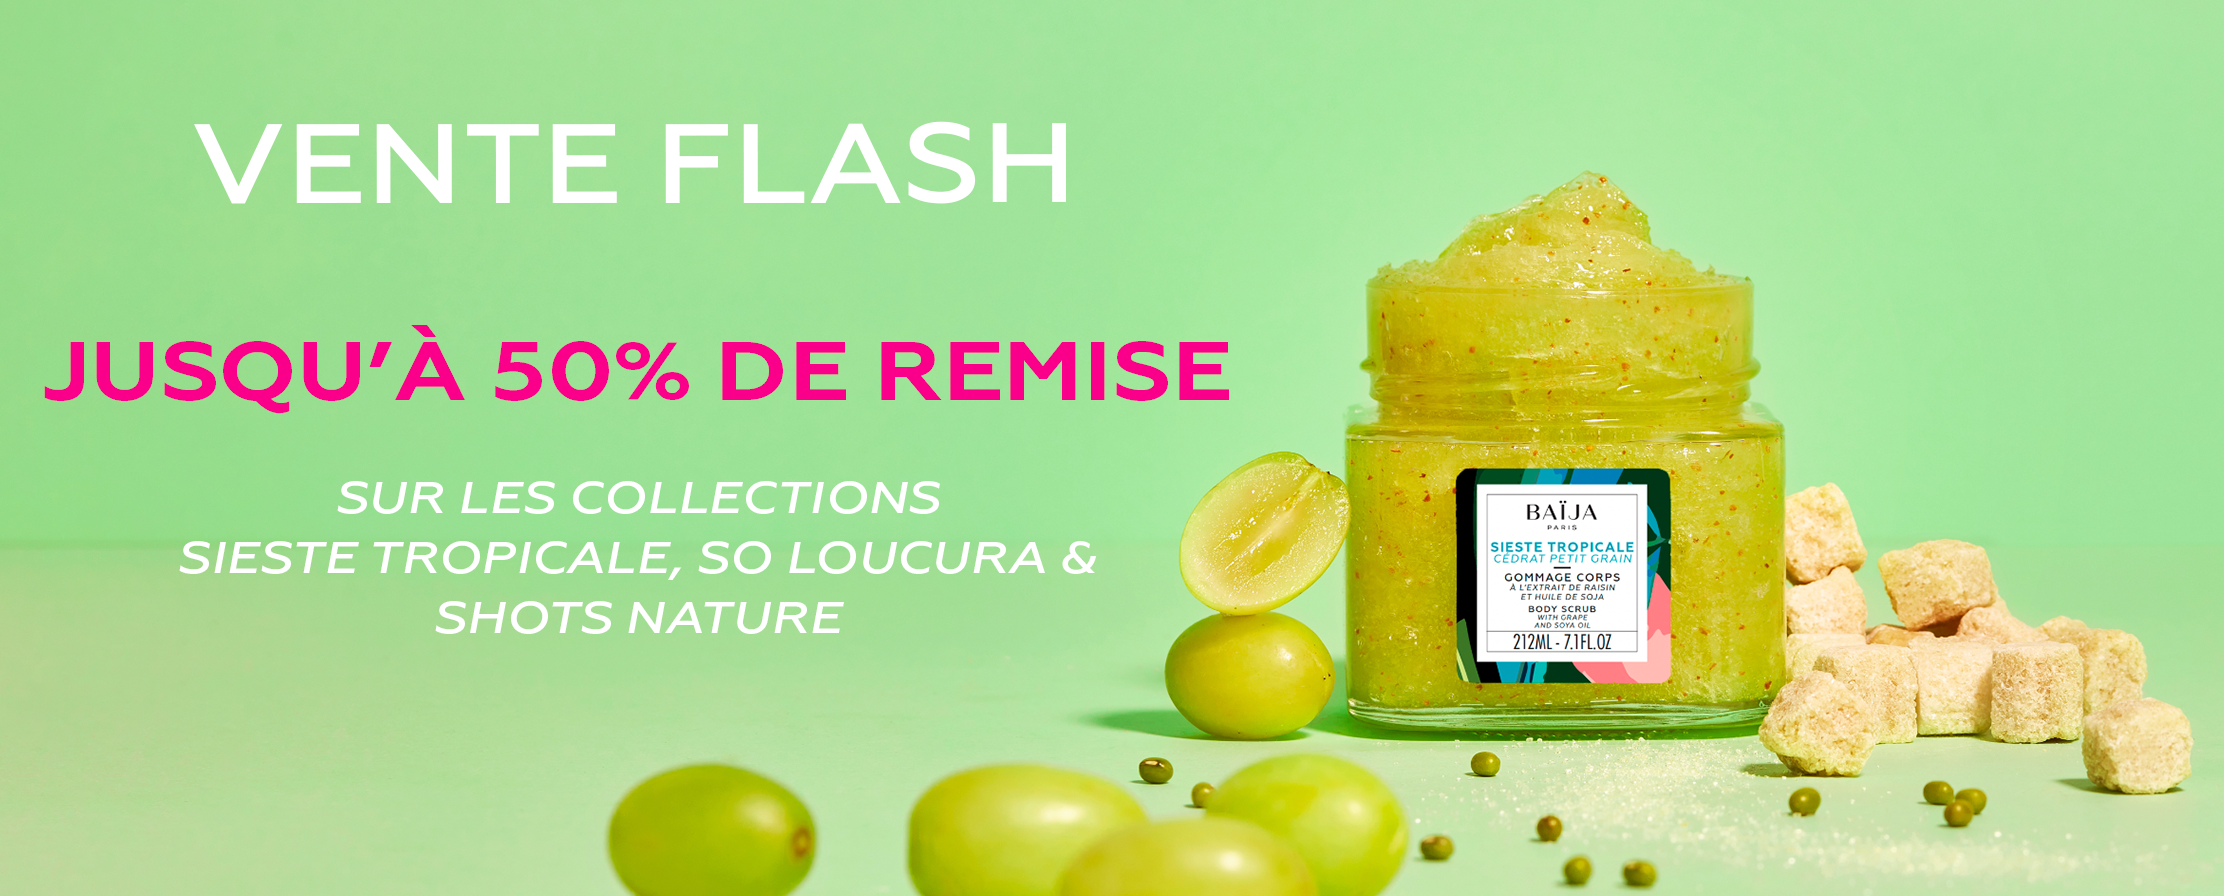 VENTE FLASH
JUSQU'À 50% DE REMISE
SUR LES COLLECTIONS
SIESTE TROPICALE, SO LOUCURA &
SHOTS NATURE
BAÏJA
PARIS
SIESTE TROPICALE
CÉDRAT PETIT GRAIN
GOMMAGE CORPS
À L'EXTRAIT DE RAISIN
ET HUILE DE SOJA
BODY SCRUB
WITH GRAPE
AND SOYA OIL
212ML - 7.1FL.OZ